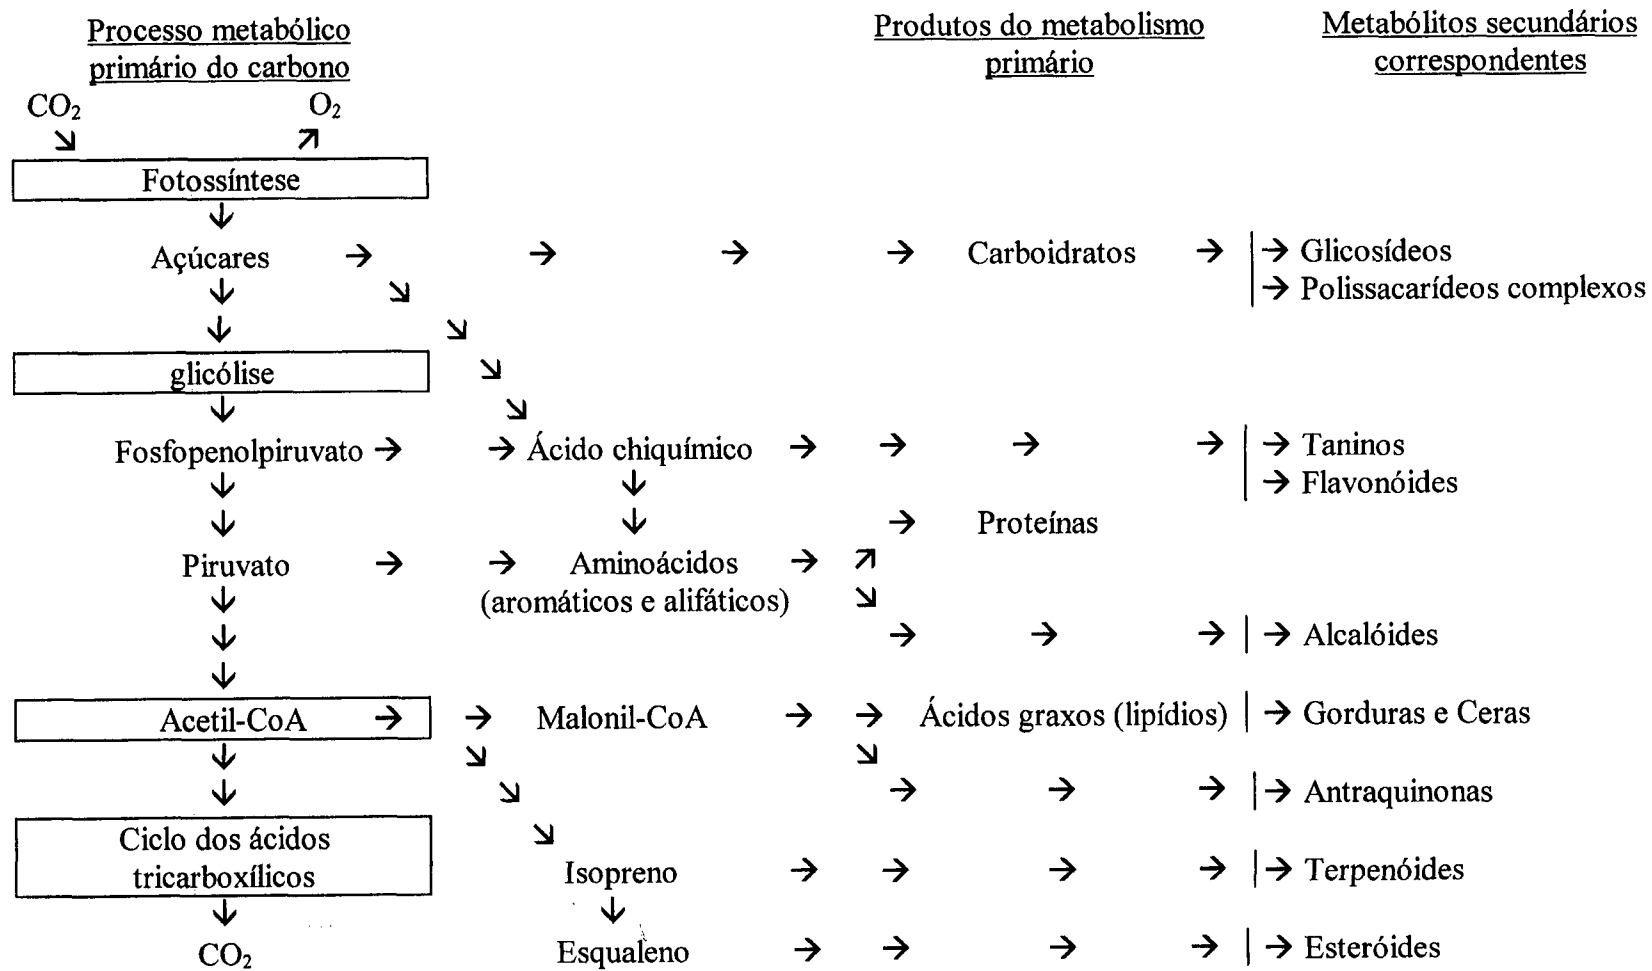 Processo metabólico
primário do carbono
Produtos do metabolismo
primário
Metabólitos secundários
correspondentes
CO₂ O₂
↘ ↗
Fotossíntese
↓
Açúcares → → → → Carboidratos → | → Glicosídeos
↓ ↘ | → Polissacarídeos complexos
↓ ↘
glicólise ↘
↓ ↘
Fosfopenolpiruvato → → Ácido chiquímico → → → → | → Taninos
↓ ↓ | → Flavonóides
↓ ↓ → Proteínas
Piruvato → → Aminoácidos → ↗
↓ (aromáticos e alifáticos) ↘
↓ → → → | → Alcalóides
↓
Acetil-CoA → → Malonil-CoA → → Ácidos graxos (lipídios) | → Gorduras e Ceras
↓ ↘ ↘
↓ ↘ → → → | → Antraquinonas
Ciclo dos ácidos ↘
tricarboxílicos Isopreno → → → → | → Terpenóides
↓ ↓
CO₂ Esqualeno → → → → | → Esteróides